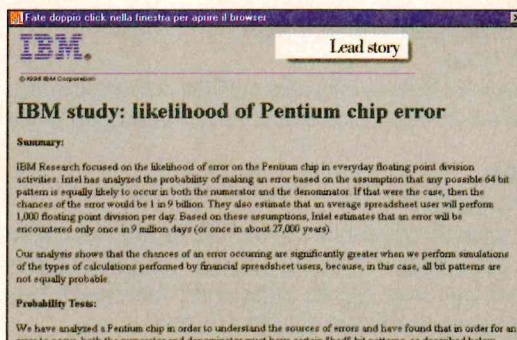 Fate doppio click nella finestra per aprire il browser
IBM®
Lead story
IBM Corporation
IBM study: likelihood of Pentium chip error
Summary:
IBM Research focused on the likelihood of error on the Pentium chip in everyday floating point division
activities. Intel has analyzed the probability of making an error based on the assumption that any possible 64 bit
pattern is equally likely to occur in both the numerator and the denominator. If that were the case, then the
chances of the error would be 1 in 9 billion. They also estimate that an average spreadsheet user will perform
1,000 floating point division per day. Based on these assumptions, Intel estimates that an error will be
encountered only once in 9 million days (or once in about 27,000 years).
Our analysis shows that the chances of an error occurring are significantly greater when we perform simulations
of the types of calculations performed by financial spreadsheet users, because, in this case, all bit patterns are
not equally probable.
Probability Tests:
We have analyzed a Pentium chip in order to understand the sources of errors and have found that in order for an